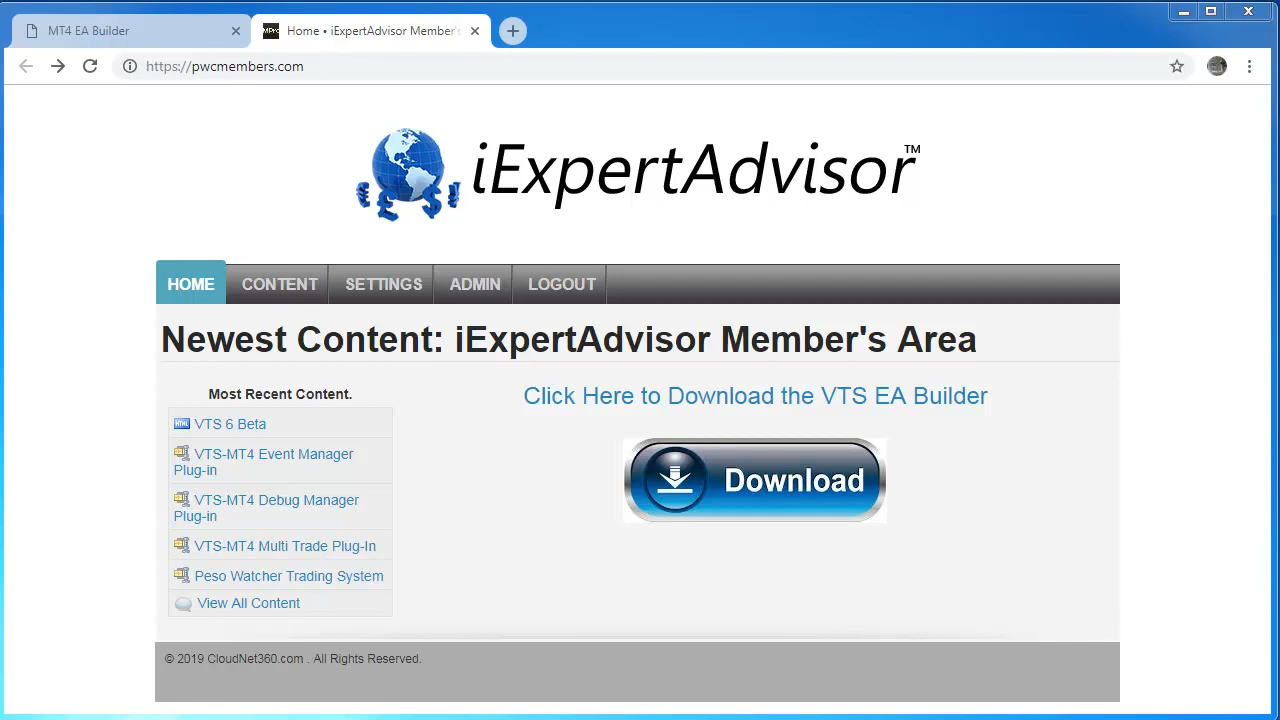 MT4 EA Builder
MPro
Home • iExpertAdvisor Member's
https://pwcmembers.com
iExpertAdvisor™
HOME
CONTENT
SETTINGS
ADMIN
LOGOUT
Newest Content: iExpertAdvisor Member's Area
Most Recent Content.
HTML VTS 6 Beta
VTS-MT4 Event Manager
Plug-in
VTS-MT4 Debug Manager
Plug-in
VTS-MT4 Multi Trade Plug-In
Peso Watcher Trading System
View All Content
Click Here to Download the VTS EA Builder
Download
© 2019 CloudNet360.com . All Rights Reserved.